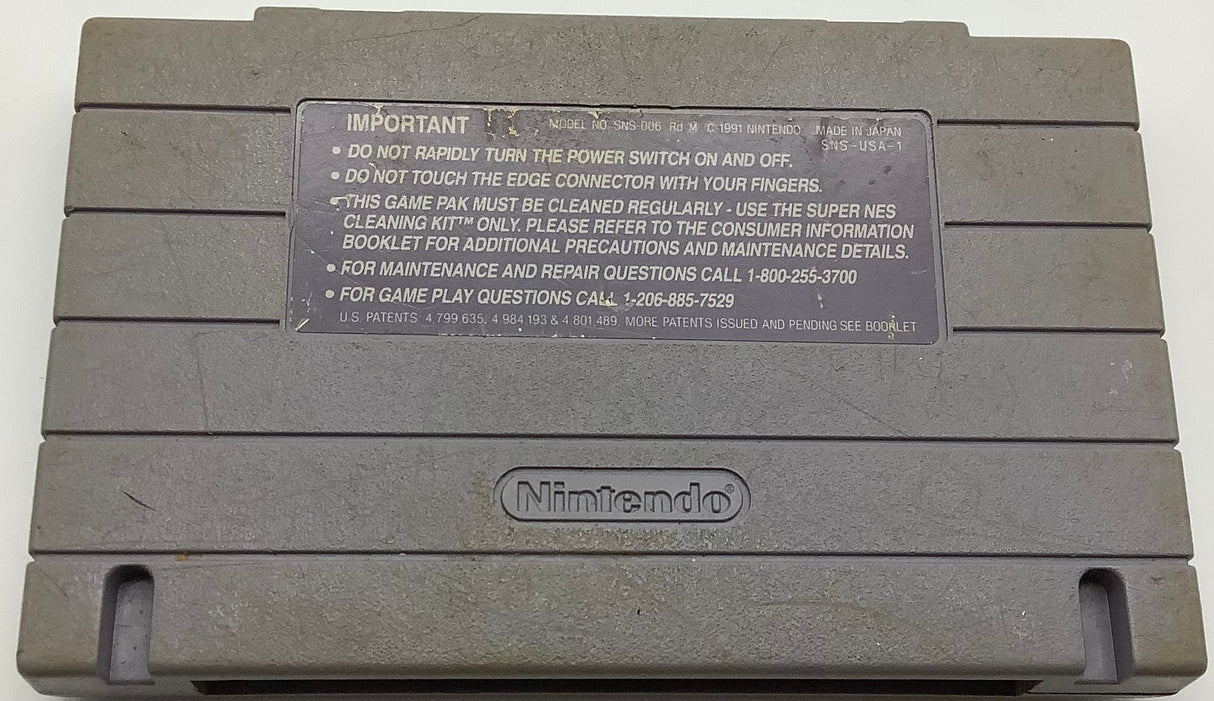 IMPORTANT MODEL NO. SNS-006 Rd M © 1991 NINTENDO MADE IN JAPAN
SNS-USA-1
• DO NOT RAPIDLY TURN THE POWER SWITCH ON AND OFF.
• DO NOT TOUCH THE EDGE CONNECTOR WITH YOUR FINGERS.
• THIS GAME PAK MUST BE CLEANED REGULARLY - USE THE SUPER NES
CLEANING KIT™ ONLY. PLEASE REFER TO THE CONSUMER INFORMATION
BOOKLET FOR ADDITIONAL PRECAUTIONS AND MAINTENANCE DETAILS.
• FOR MAINTENANCE AND REPAIR QUESTIONS CALL 1-800-255-3700
• FOR GAME PLAY QUESTIONS CALL 1-206-885-7529
U.S. PATENTS 4,799,635, 4,984,193 & 4,801,489. MORE PATENTS ISSUED AND PENDING SEE BOOKLET
Nintendo®